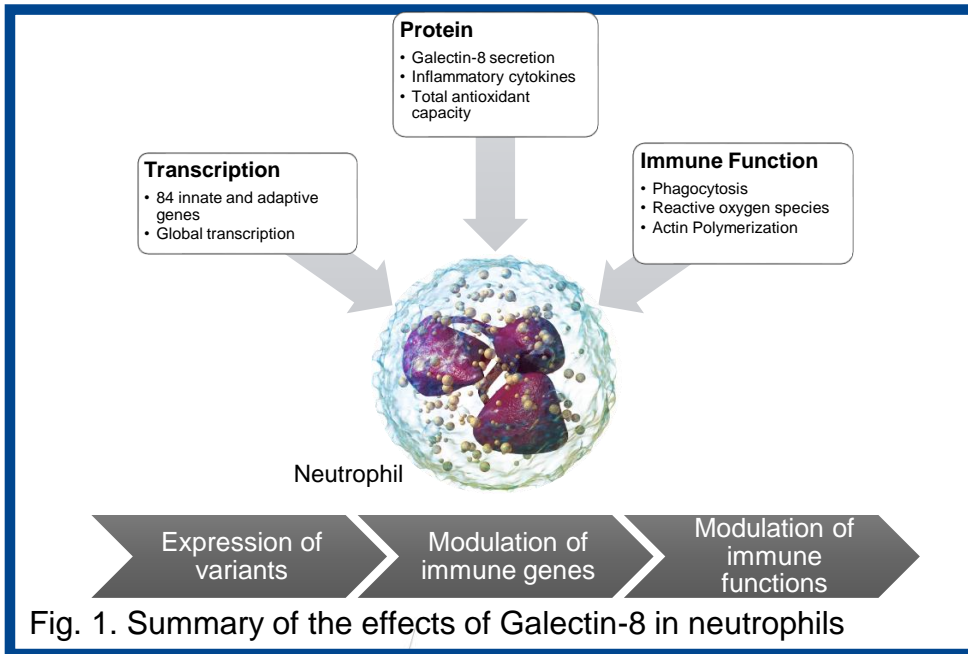 Protein
• Galectin-8 secretion
• Inflammatory cytokines
• Total antioxidant
capacity
Transcription
• 84 innate and adaptive
genes
• Global transcription
Immune Function
• Phagocytosis
• Reactive oxygen species
• Actin Polymerization
Neutrophil
Expression of
variants
Modulation of
immune genes
Modulation of
immune
functions
Fig. 1. Summary of the effects of Galectin-8 in neutrophils